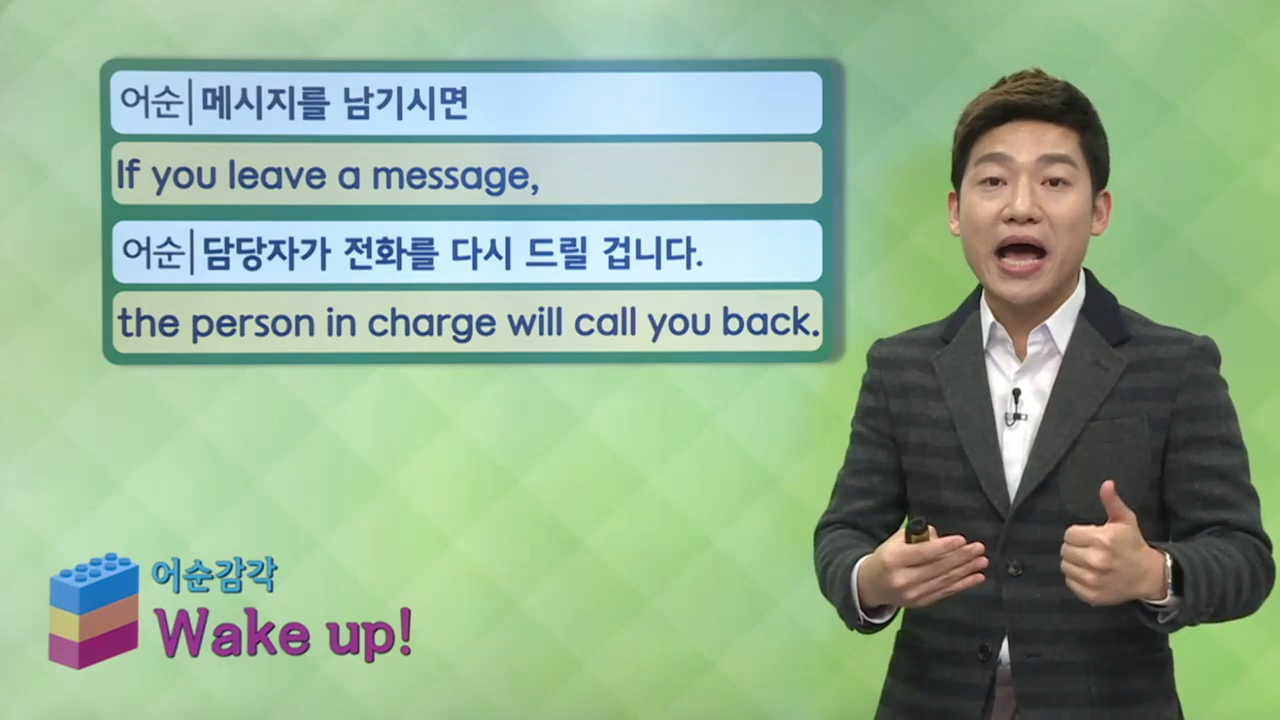 어순|메시지를 남기시면
If you leave a message,
어순|담당자가 전화를 다시 드릴 겁니다.
the person in charge will call you back.
어순감각
Wake up!